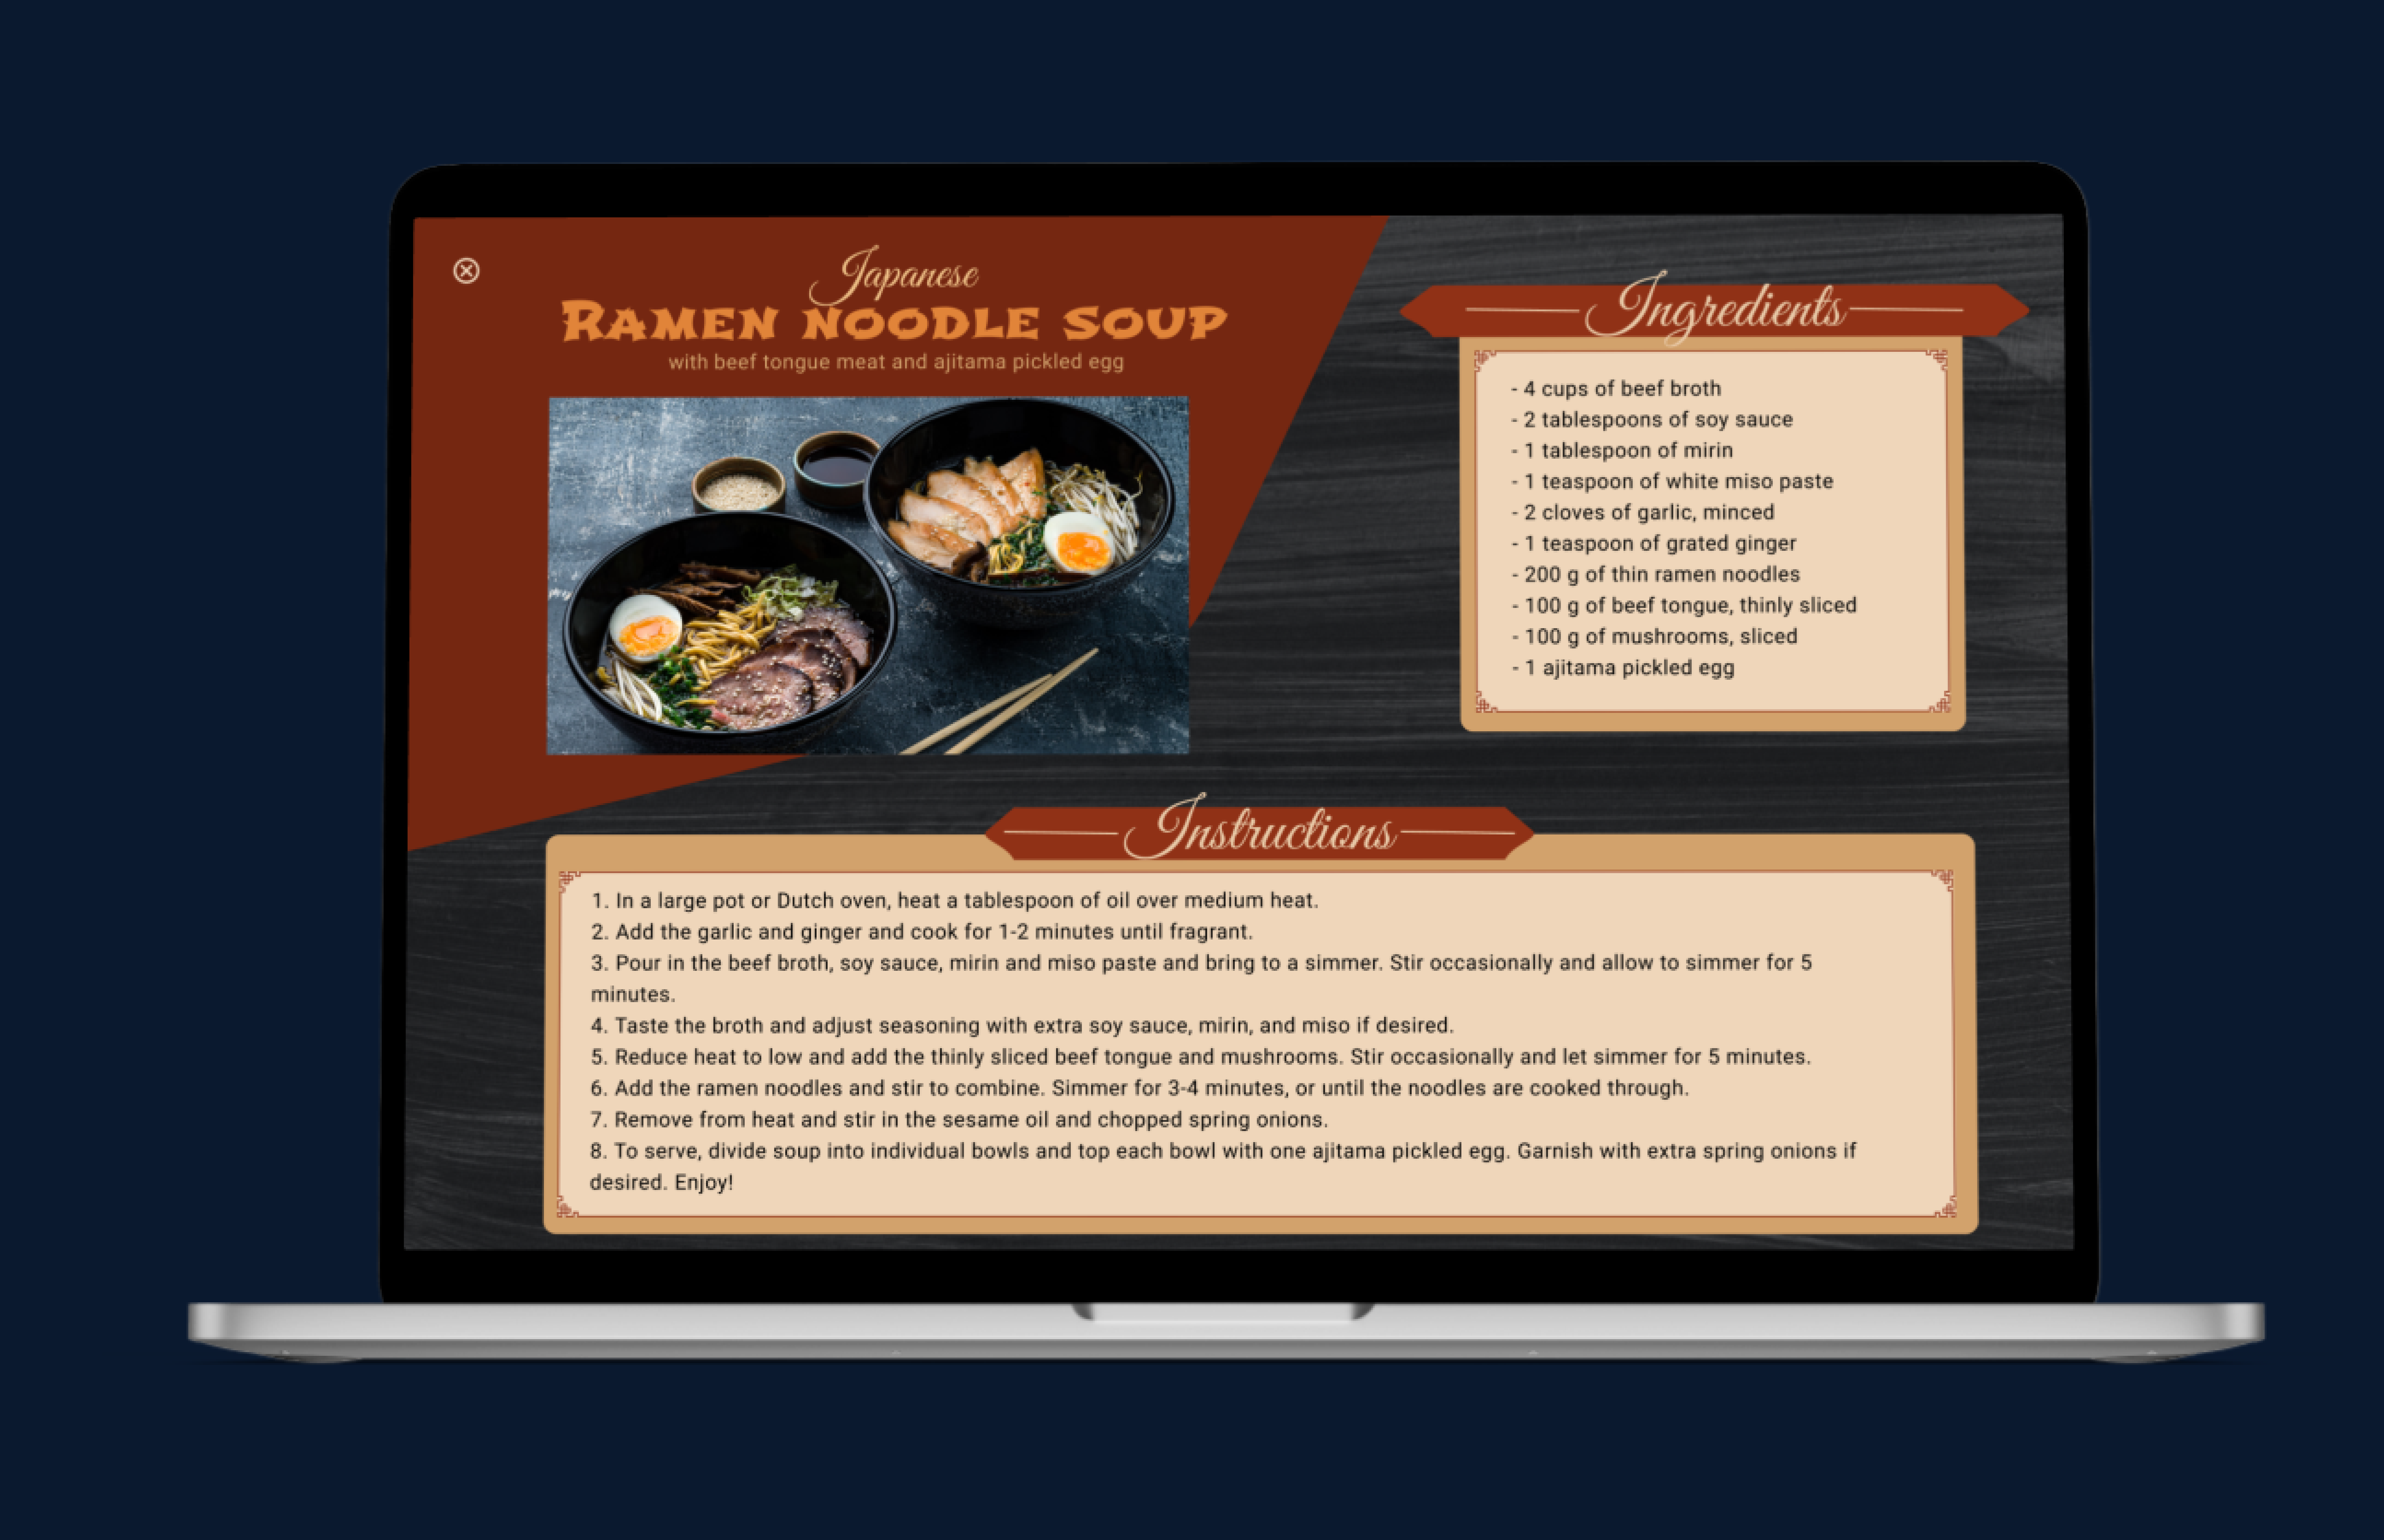 Japanese
RAMEN NOODLE SOUP
with beef tongue meat and ajitama pickled egg
Ingredients
- 4 cups of beef broth
- 2 tablespoons of soy sauce
- 1 tablespoon of mirin
- 1 teaspoon of white miso paste
- 2 cloves of garlic, minced
- 1 teaspoon of grated ginger
- 200 g of thin ramen noodles
- 100 g of beef tongue, thinly sliced
- 100 g of mushrooms, sliced
- 1 ajitama pickled egg
Instructions
1. In a large pot or Dutch oven, heat a tablespoon of oil over medium heat.
2. Add the garlic and ginger and cook for 1-2 minutes until fragrant.
3. Pour in the beef broth, soy sauce, mirin and miso paste and bring to a simmer. Stir occasionally and allow to simmer for 5
minutes.
4. Taste the broth and adjust seasoning with extra soy sauce, mirin, and miso if desired.
5. Reduce heat to low and add the thinly sliced beef tongue and mushrooms. Stir occasionally and let simmer for 5 minutes.
6. Add the ramen noodles and stir to combine. Simmer for 3-4 minutes, or until the noodles are cooked through.
7. Remove from heat and stir in the sesame oil and chopped spring onions.
8. To serve, divide soup into individual bowls and top each bowl with one ajitama pickled egg. Garnish with extra spring onions if
desired. Enjoy!